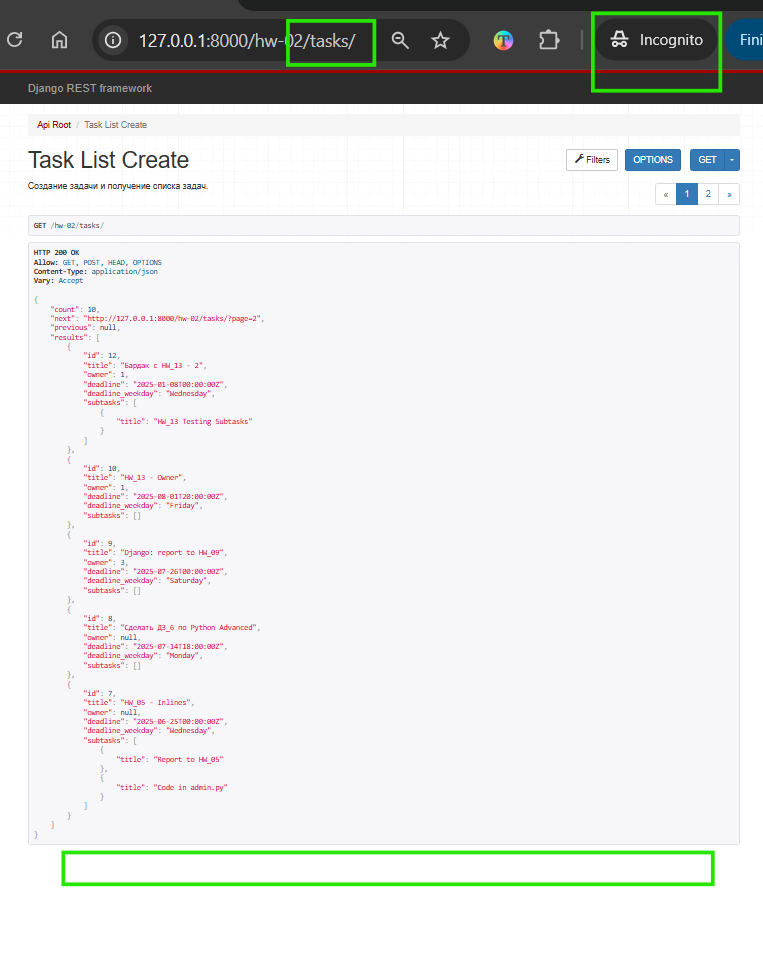 127.0.0.1:8000/hw-02/tasks/
Incognito
Fini
Django REST framework
Api Root / Task List Create
Task List Create
Filters
OPTIONS
GET
Создание задачи и получение списка задач.
« 1 2 »
GET /hw-02/tasks/
HTTP 200 OK
Allow: GET, POST, HEAD, OPTIONS
Content-Type: application/json
Vary: Accept
{
    "count": 10,
    "next": "http://127.0.0.1:8000/hw-02/tasks/?page=2",
    "previous": null,
    "results": [
        {
            "id": 12,
            "title": "Бардак с HW_13 - 2",
            "owner": 1,
            "deadline": "2025-01-08T00:00:00Z",
            "deadline_weekday": "Wednesday",
            "subtasks": [
                {
                    "title": "HW_13 Testing Subtasks"
                }
            ]
        },
        {
            "id": 10,
            "title": "HW_13 - Owner",
            "owner": 1,
            "deadline": "2025-08-01T20:00:00Z",
            "deadline_weekday": "Friday",
            "subtasks": []
        },
        {
            "id": 9,
            "title": "Django: report to HW_09",
            "owner": 3,
            "deadline": "2025-07-26T00:00:00Z",
            "deadline_weekday": "Saturday",
            "subtasks": []
        },
        {
            "id": 8,
            "title": "Сделать ДЗ_6 по Python Advanced",
            "owner": null,
            "deadline": "2025-07-14T18:00:00Z",
            "deadline_weekday": "Monday",
            "subtasks": []
        },
        {
            "id": 7,
            "title": "HW_05 - Inlines",
            "owner": null,
            "deadline": "2025-06-25T00:00:00Z",
            "deadline_weekday": "Wednesday",
            "subtasks": [
                {
                    "title": "Report to HW_05"
                },
                {
                    "title": "Code in admin.py"
                }
            ]
        }
    ]
}